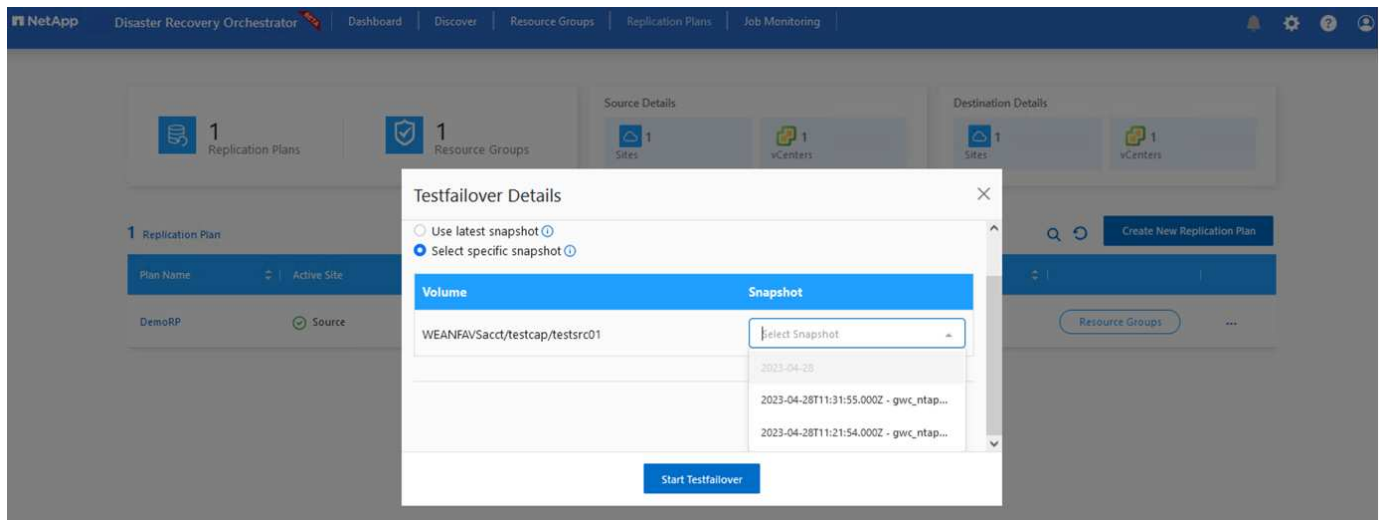 NetApp Disaster Recovery Orchestrator Dashboard Discover Resource Groups Replication Plans Job Monitoring
Source Details
Destination Details
1
Replication Plans
1
Resource Groups
1
Sites
1
vCenters
1
Sites
1
vCenters
Testfailover Details
Use latest snapshot
Select specific snapshot
1 Replication Plan
Create New Replication Plan
Plan Name Active Site
Volume Snapshot
DemoRP Source
WEANFAVSacct/testcap/testsrc01 Select Snapshot
Resource Groups ...
2023-04-28
2023-04-28T11:31:55.000Z - gwc_ntap...
2023-04-28T11:21:54.000Z - gwc_ntap...
Start Testfailover